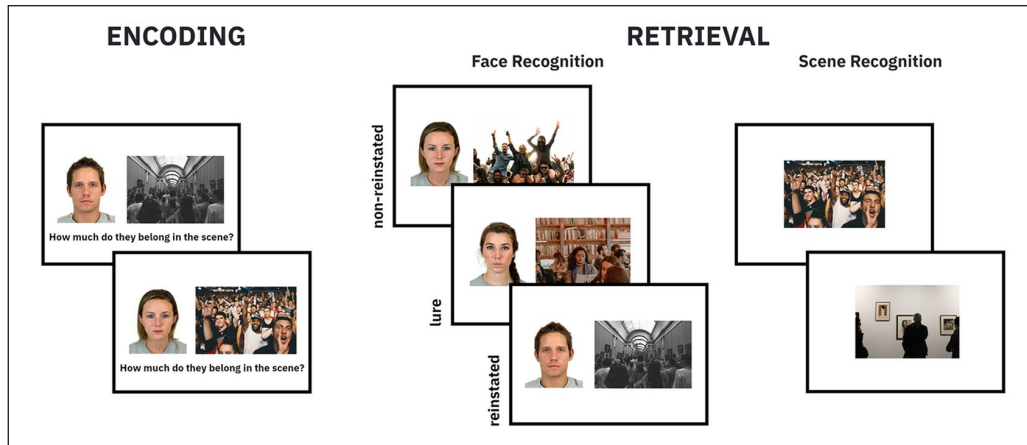 ENCODING
RETRIEVAL
Face Recognition
Scene Recognition
How much do they belong in the scene?
How much do they belong in the scene?
non-reinstated
lure
reinstated